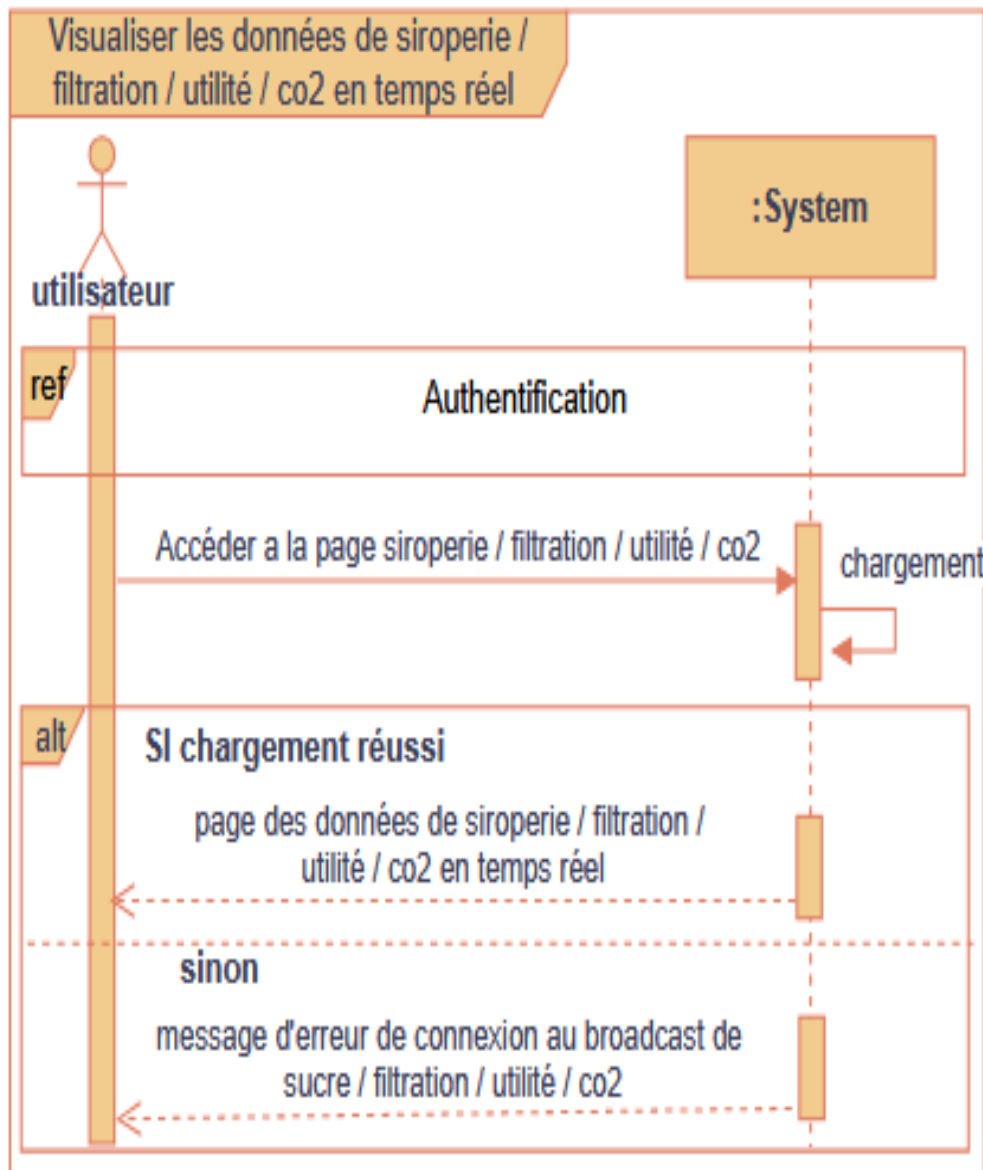 Visualiser les données de siroperie /
filtration / utilité / co2 en temps réel
:System
utilisateur
ref
Authentification
Accéder a la page siroperie / filtration / utilité / co2
chargement
alt
SI chargement réussi
page des données de siroperie / filtration /
utilité / co2 en temps réel
sinon
message d'erreur de connexion au broadcast de
sucre / filtration / utilité / co2